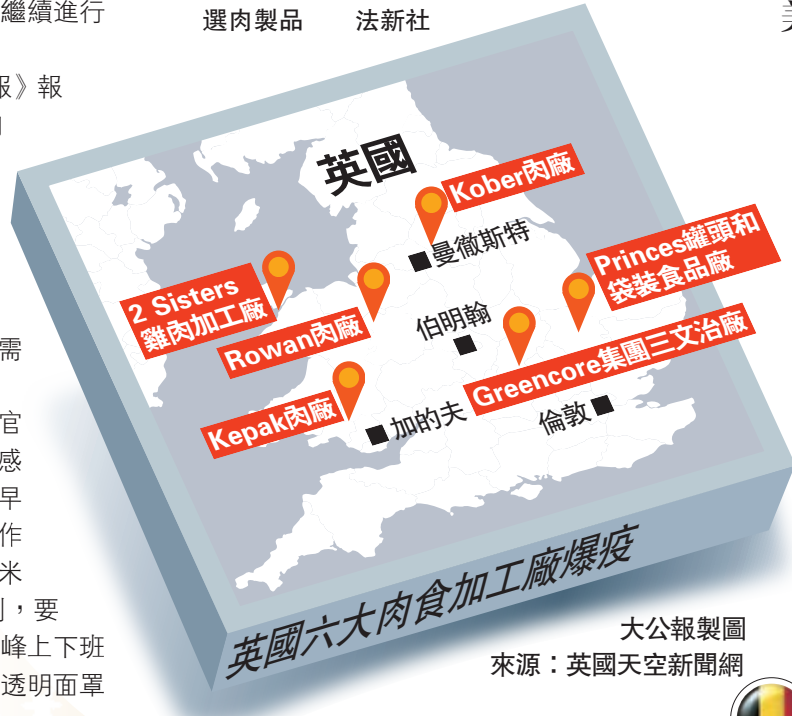 繼續進行
選肉製品 法新社
報》報
英國
Kober肉廠
曼徹斯特
Princes罐頭和
袋裝食品廠
2 Sisters
雞肉加工廠
Rowan肉廠
伯明翰
Greencore集團三文治廠
Kepak肉廠
加的夫
倫敦
需
官
感
早
作
米
，要
峰上下班
透明面罩
英國六大肉食加工廠爆疫
大公報製圖
來源：英國天空新聞網